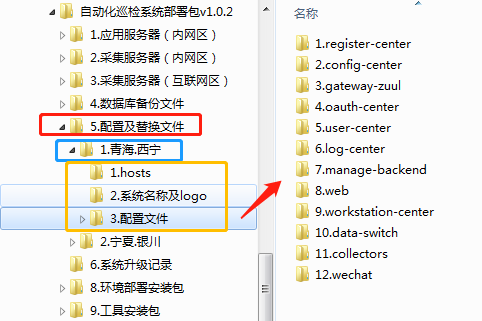 自动化巡检系统部署包v1.0.2
1.应用服务器（内网区）
2.采集服务器（内网区）
3.采集服务器（互联网区）
4.数据库备份文件
5.配置及替换文件
1.青海.西宁
1.hosts
2.系统名称及logo
3.配置文件
2.宁夏.银川
6.系统升级记录
8.环境部署安装包
9.工具安装包
名称
1.register-center
2.config-center
3.gateway-zuul
4.oauth-center
5.user-center
6.log-center
7.manage-backend
8.web
9.workstation-center
10.data-switch
11.collectors
12.wechat